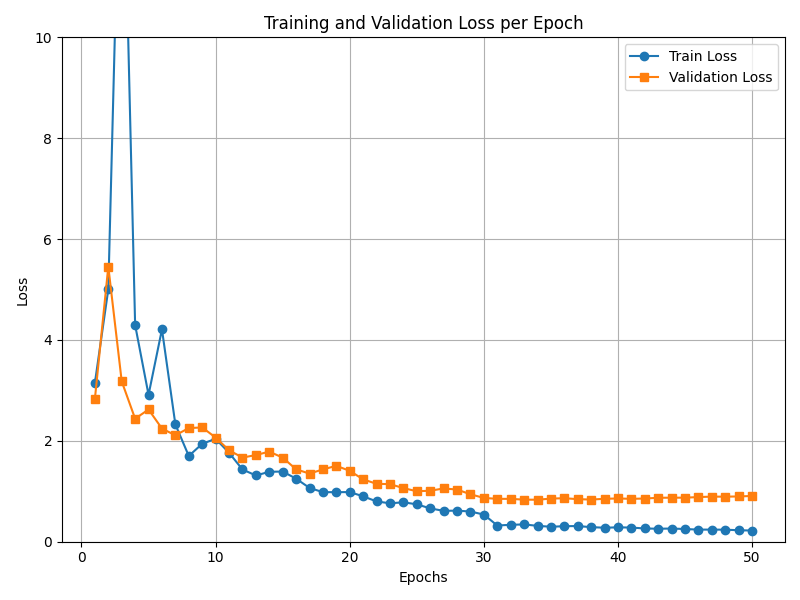 Training and Validation Loss per Epoch
10
8
6
4
2
0
Loss
Train Loss
Validation Loss
0 10 20 30 40 50
Epochs